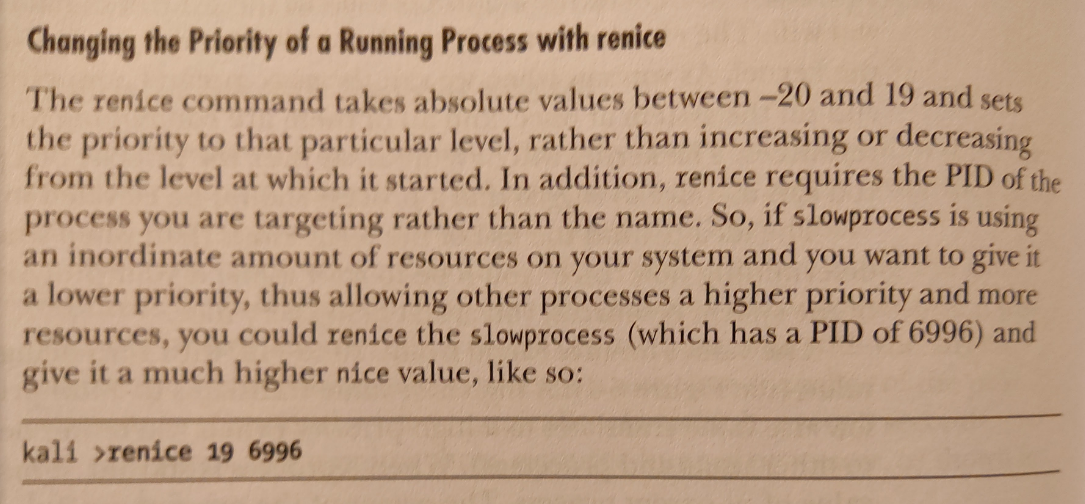 Changing the Priority of a Running Process with renice
The renice command takes absolute values between –20 and 19 and sets
the priority to that particular level, rather than increasing or decreasing
from the level at which it started. In addition, renice requires the PID of the
process you are targeting rather than the name. So, if slowprocess is using
an inordinate amount of resources on your system and you want to give it
a lower priority, thus allowing other processes a higher priority and more
resources, you could renice the slowprocess (which has a PID of 6996) and
give it a much higher nice value, like so:
kali >renice 19 6996